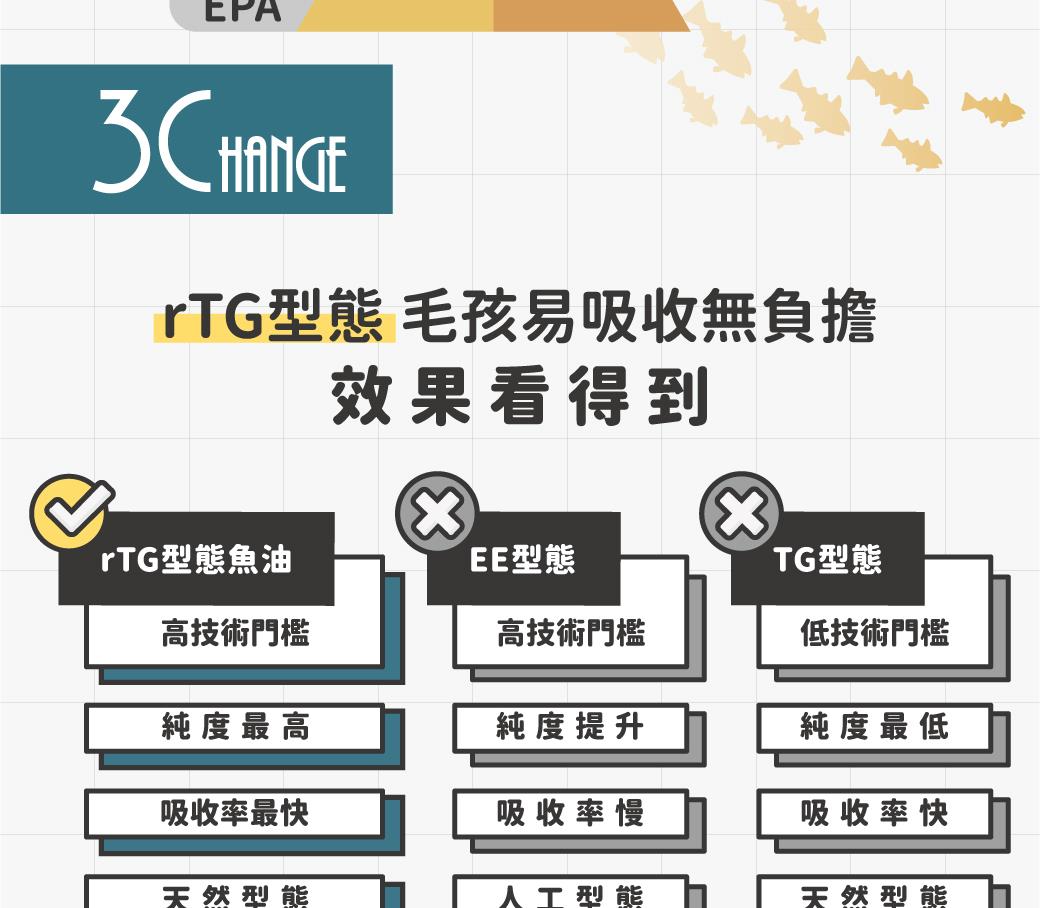 EPA
3CHANGE
rTG型態 毛孩易吸收無負擔
效果看得到
rTG型態魚油
EE型態
TG型態
高技術門檻
高技術門檻
低技術門檻
純度最高
純度提升
純度最低
吸收率最快
吸收率慢
吸收率快
天然型態
人工型態
天然型態